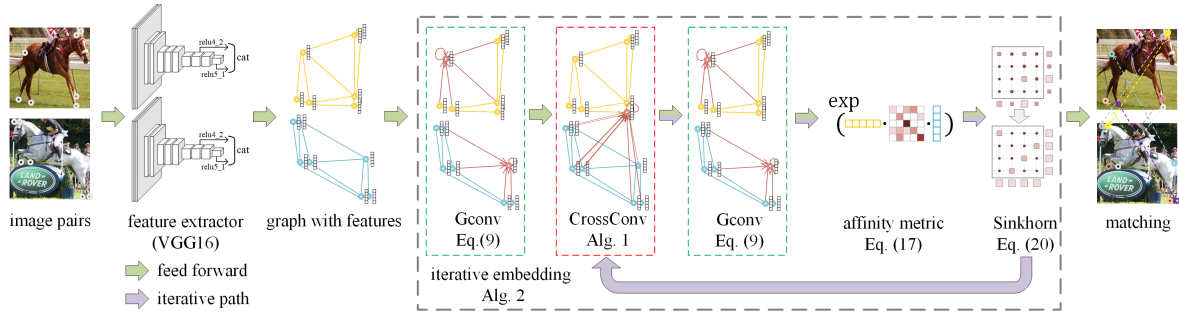 relu4_2
cat
relu5_1
relu4_2
cat
relu5_1
LAND
ROVER
LAND
ROVER
image pairs
feature extractor
(VGG16)
graph with features
Gconv
Eq.(9)
CrossConv
Alg. 1
Gconv
Eq. (9)
exp
( · · )
affinity metric
Eq. (17)
Sinkhorn
Eq. (20)
matching
feed forward
iterative path
iterative embedding
Alg. 2